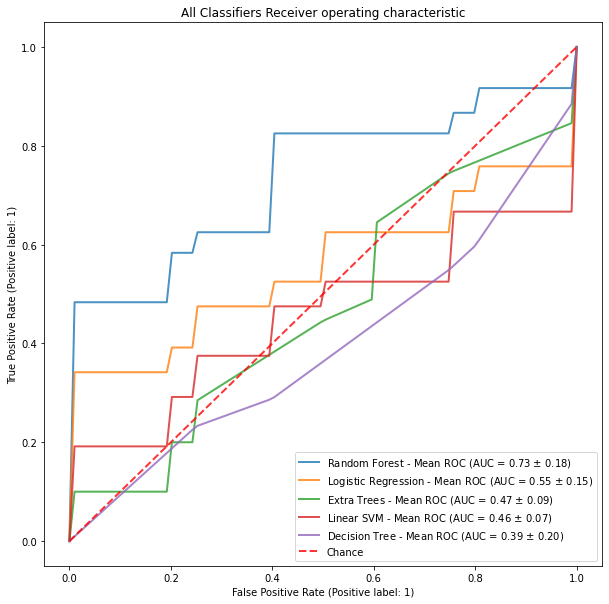 All Classifiers Receiver operating characteristic
True Positive Rate (Positive label: 1)
1.0
0.8
0.6
0.4
0.2
0.0
Random Forest - Mean ROC (AUC = 0.73 ± 0.18)
Logistic Regression - Mean ROC (AUC = 0.55 ± 0.15)
Extra Trees - Mean ROC (AUC = 0.47 ± 0.09)
Linear SVM - Mean ROC (AUC = 0.46 ± 0.07)
Decision Tree - Mean ROC (AUC = 0.39 ± 0.20)
Chance
0.0 0.2 0.4 0.6 0.8 1.0
False Positive Rate (Positive label: 1)